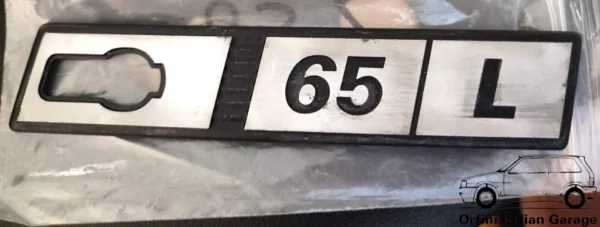 65 L
Orfini Italian Garage